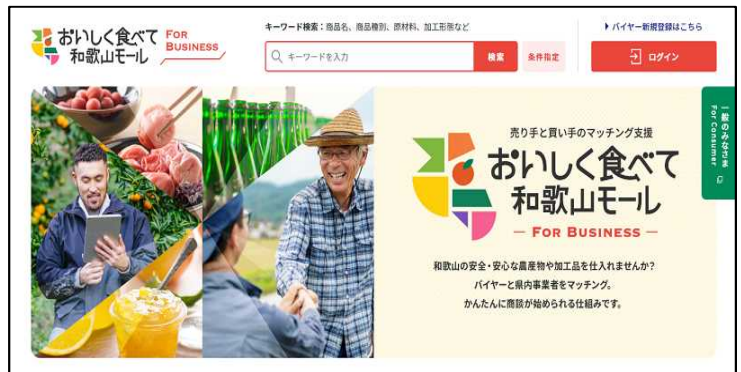 おいしく食べて
和歌山モール
FOR
BUSINESS
キーワード検索：商品名、商品種別、原材料、加工形態など
キーワードを入力
検索
条件指定
バイヤー新規登録はこちら
ログイン
一般のみなさま
For Consumer
売り手と買い手のマッチング支援
おいしく食べて
和歌山モール
FOR BUSINESS
和歌山の安全・安心な農産物や加工品を仕入れませんか？
バイヤーと県内事業者をマッチング。
かんたんに商談が始められる仕組みです。